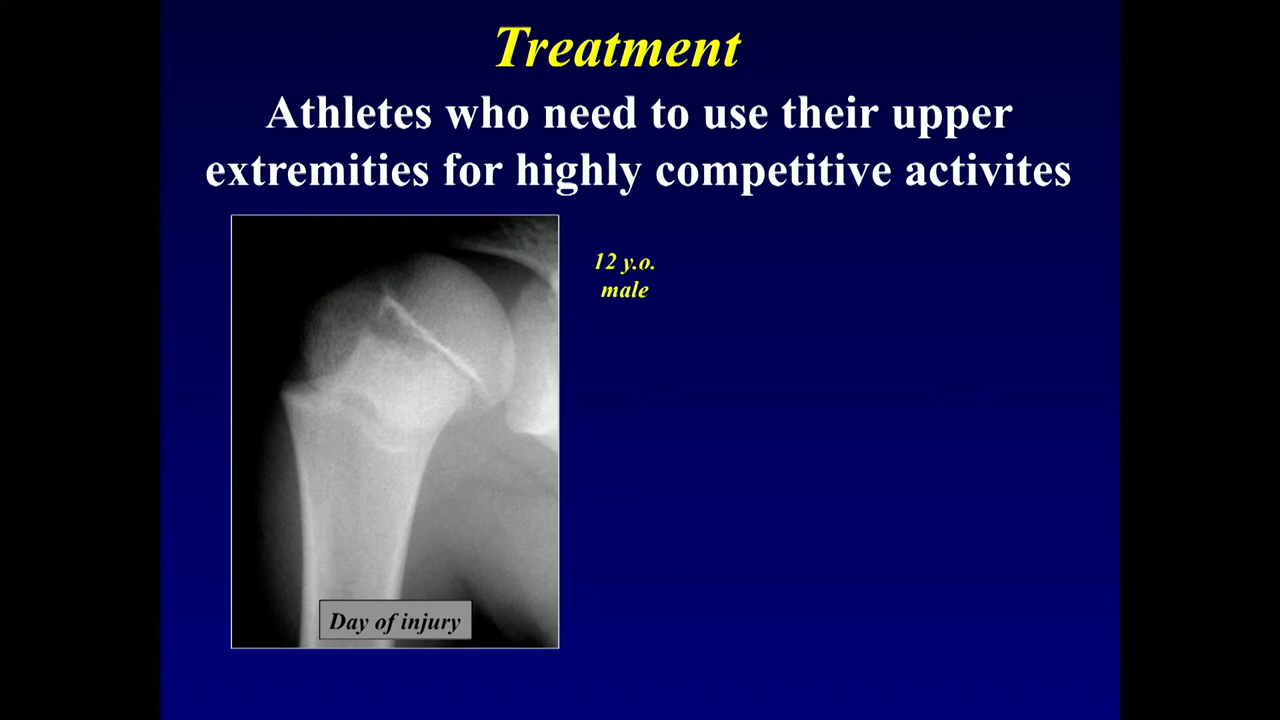 Treatment
Athletes who need to use their upper
extremities for highly competitive activites
12 y.o.
male
Day of injury